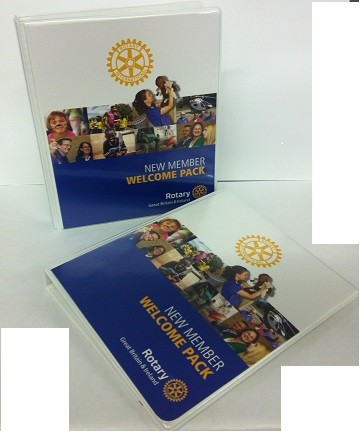 NEW MEMBER
WELCOME PACK
Rotary
Great Britain & Ireland
NEW MEMBER
WELCOME PACK
Rotary
Great Britain & Ireland